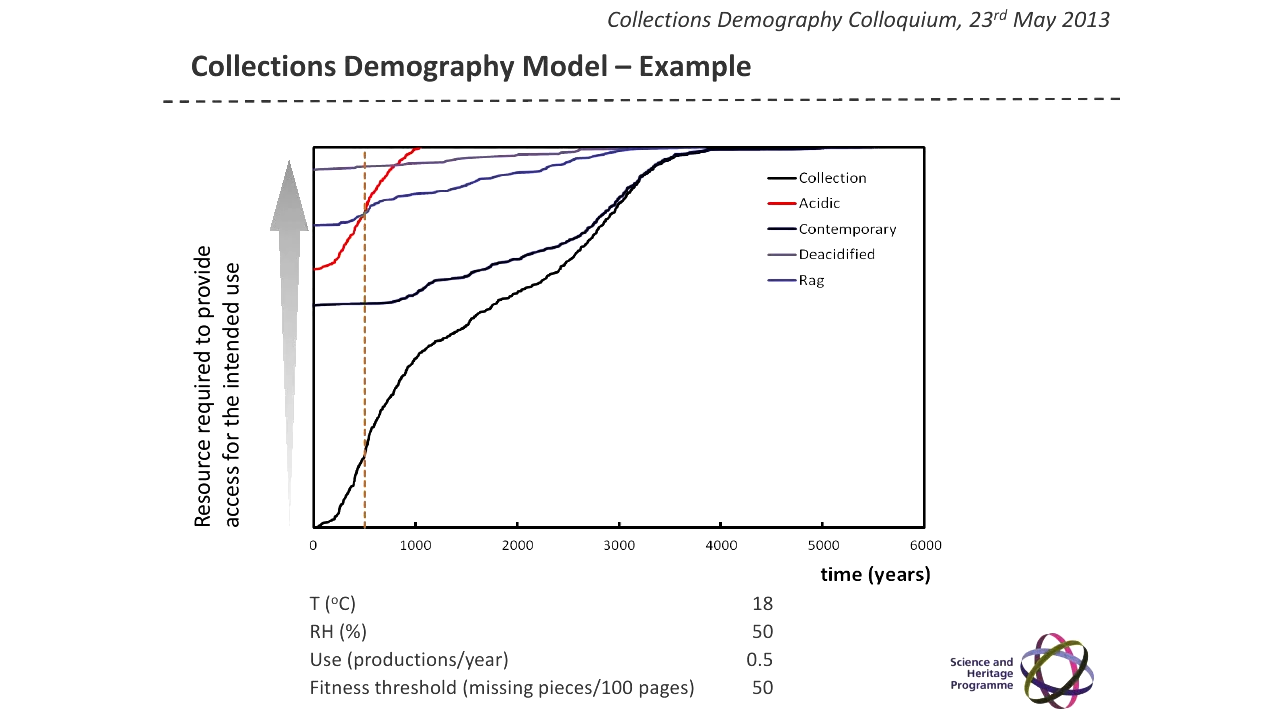 Collections Demography Colloquium, 23rd May 2013
Collections Demography Model – Example
Resource required to provide
access for the intended use
Collection
Acidic
Contemporary
Deacidified
Rag
0 1000 2000 3000 4000 5000 6000
time (years)
T (oC) 18
RH (%) 50
Use (productions/year) 0.5
Fitness threshold (missing pieces/100 pages) 50
Science and
Heritage
Programme